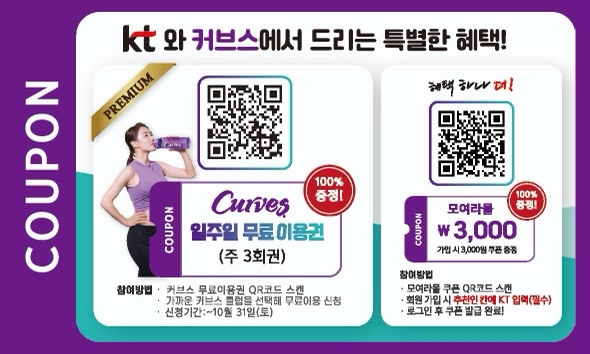 COUPON
kt 와 커브스에서 드리는 특별한 혜택!
PREMIUM
Curves
100%
증정!
COUPON
Curves
일주일 무료 이용권
(주 3회권)
참여방법 · 커브스 무료이용권 QR코드 스캔
· 가까운 커브스 클럽을 선택해 무료이용 신청
· 신청기간:~10월 31일(토)
혜택 하나 더!
100%
증정!
COUPON
모여라몰
₩ 3,000
가입 시 3,000원 쿠폰 증정
참여방법
· 모여라몰 쿠폰 QR코드 스캔
· 회원 가입 시 추천인 칸에 KT 입력(필수)
· 로그인 후 쿠폰 발급 완료!